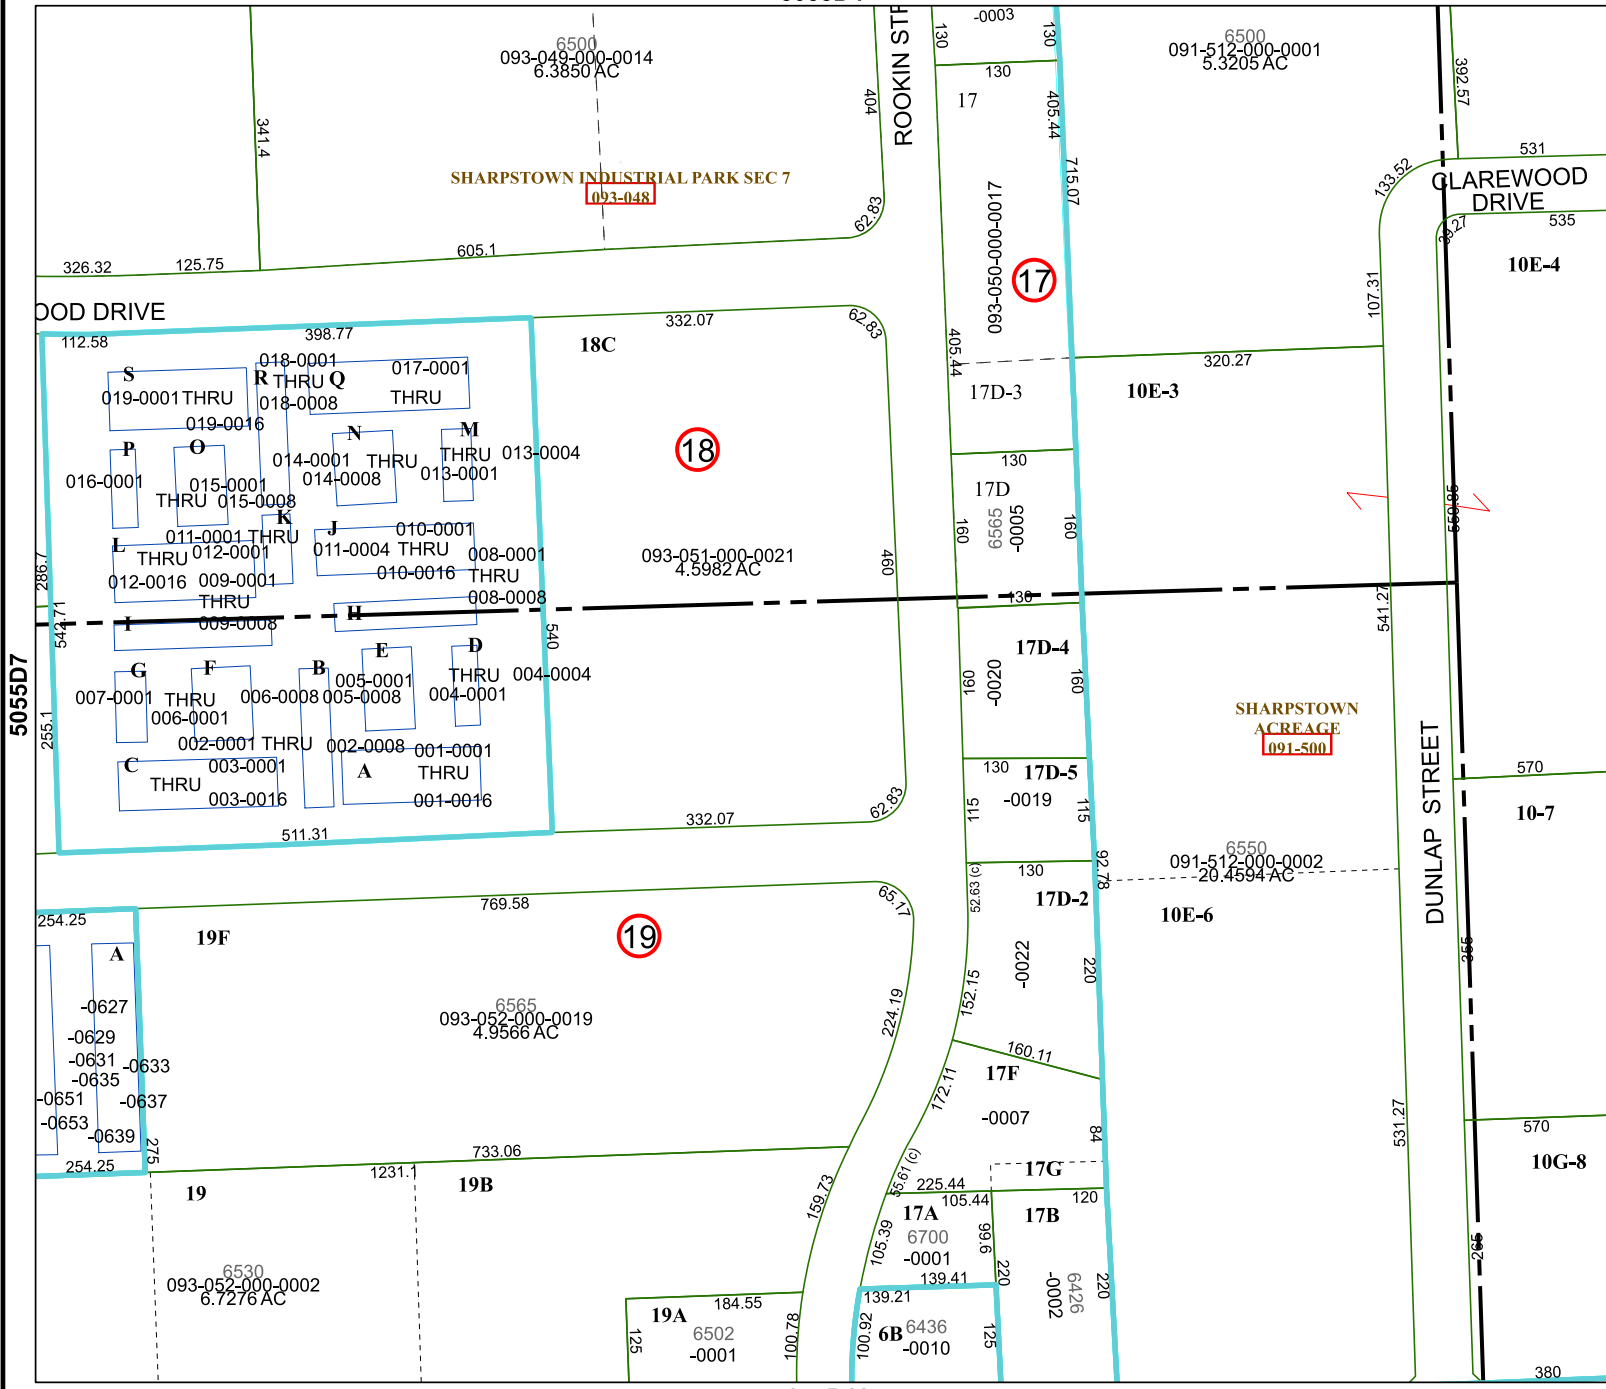 -0003
6500
093-049-000-0014
6.3850 AC
6500
091-512-000-0001
5.3205 AC
130
130
130
17
404
341.4
392.57
405.44
715.07
531
133.52
CLAREWOOD
DRIVE
535
39.27
SHARPSTOWN INDUSTRIAL PARK SEC 7
093-048
093-050-000-0017
62.83
605.1
326.32
125.75
17
10E-4
107.31
OOD DRIVE
112.58
398.77
332.07
62.83
18C
405.44
320.27
018-0001
017-0001
S
R
THRU
Q
019-0001
THRU
018-0008
THRU
019-0016
17D-3
10E-3
P
O
N
M
014-0001
THRU
THRU
013-0004
016-0001
015-0001
014-0008
013-0001
THRU
015-0008
18
130
17D
6565
-0005
160
160
550.85
K
J
010-0001
011-0001
THRU
L
THRU
012-0001
011-0004
THRU
008-0001
012-0016
009-0001
010-0016
THRU
THRU
008-0008
286.7
093-051-000-0021
4.5982 AC
460
130
H
I
009-0008
542.71
540
541.27
5055D7
G
F
B
E
D
007-0001
THRU
006-0008
005-0001
005-0008
THRU
004-0004
004-0001
006-0001
002-0001
THRU
002-0008
001-0001
255.1
17D-4
-0020
160
160
SHARPSTOWN
ACREAGE
091-500
C
003-0001
A
THRU
THRU
003-0016
001-0016
130
17D-5
-0019
115
115
DUNLAP STREET
570
10-7
511.31
332.07
62.83
6550
091-512-000-0002
20.4594 AC
92.78
130
52.63 (c)
17D-2
10E-6
254.25
769.58
65.17
19F
19
A
-0627
-0629
-0631
-0633
-0635
-0651
-0637
-0653
-0639
6565
093-052-000-0019
4.9566 AC
224.19
152.15
-0022
220
355
160.11
17F
172.11
-0007
84
531.27
570
10G-8
275
254.25
733.06
1231.1
19
19B
159.73
55.61 (c)
17G
225.44
105.44
120
17A
17B
6700
-0001
105.39
99.6
220
6426
-0002
220
265
6530
093-052-000-0002
6.7276 AC
139.41
139.21
184.55
19A
6502
-0001
125
100.78
100.92
6B
6436
-0010
125
380